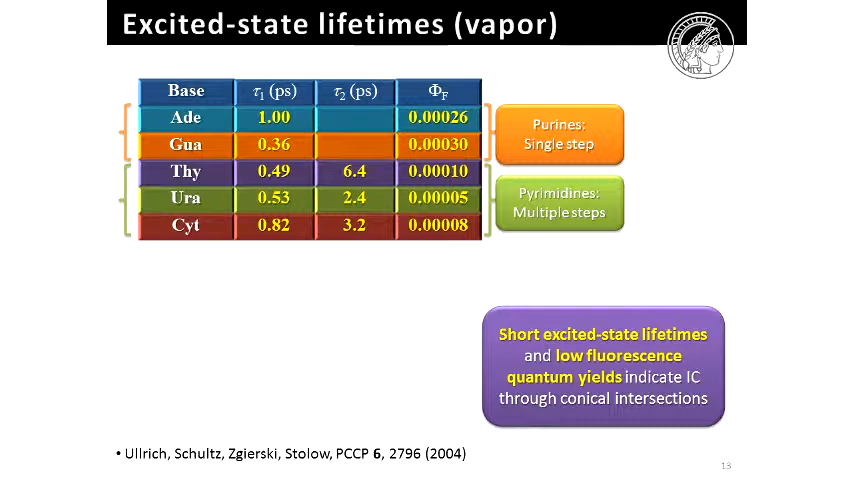 Excited-state lifetimes (vapor)
Base τ1 (ps) τ2 (ps) ΦF
Ade 1.00 0.00026
Gua 0.36 0.00030
Thy 0.49 6.4 0.00010
Ura 0.53 2.4 0.00005
Cyt 0.82 3.2 0.00008
Purines:
Single step
Pyrimidines:
Multiple steps
Short excited-state lifetimes
and low fluorescence
quantum yields indicate IC
through conical intersections
• Ullrich, Schultz, Zgierski, Stolow, PCCP 6, 2796 (2004)
13